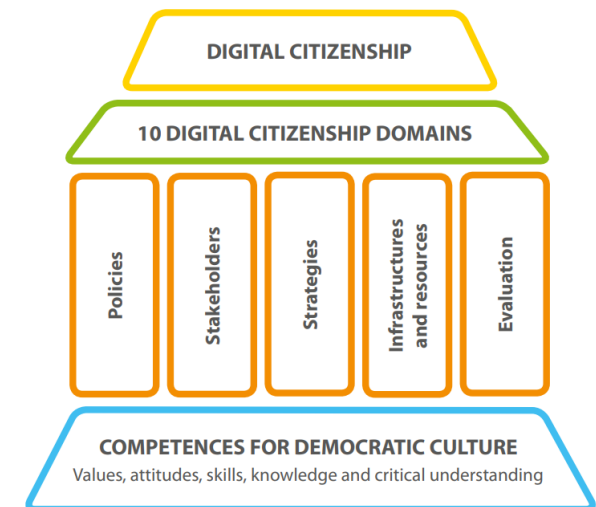 DIGITAL CITIZENSHIP
10 DIGITAL CITIZENSHIP DOMAINS
Policies
Stakeholders
Strategies
Infrastructures
and resources
Evaluation
COMPETENCES FOR DEMOCRATIC CULTURE
Values, attitudes, skills, knowledge and critical understanding